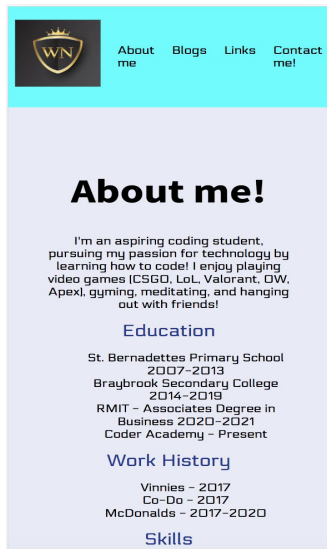 WN
About me
Blogs
Links
Contact me!
About me!
I'm an aspiring coding student,
pursuing my passion for technology by
learning how to code! I enjoy playing
video games (CSGO, LoL, Valorant, OW,
Apex), gyming, meditating, and hanging
out with friends!
Education
St. Bernadettes Primary School
2007-2013
Braybrook Secondary College
2014-2019
RMIT - Associates Degree in
Business 2020-2021
Coder Academy - Present
Work History
Vinnies - 2017
Co-Do - 2017
McDonalds - 2017-2020
Skills